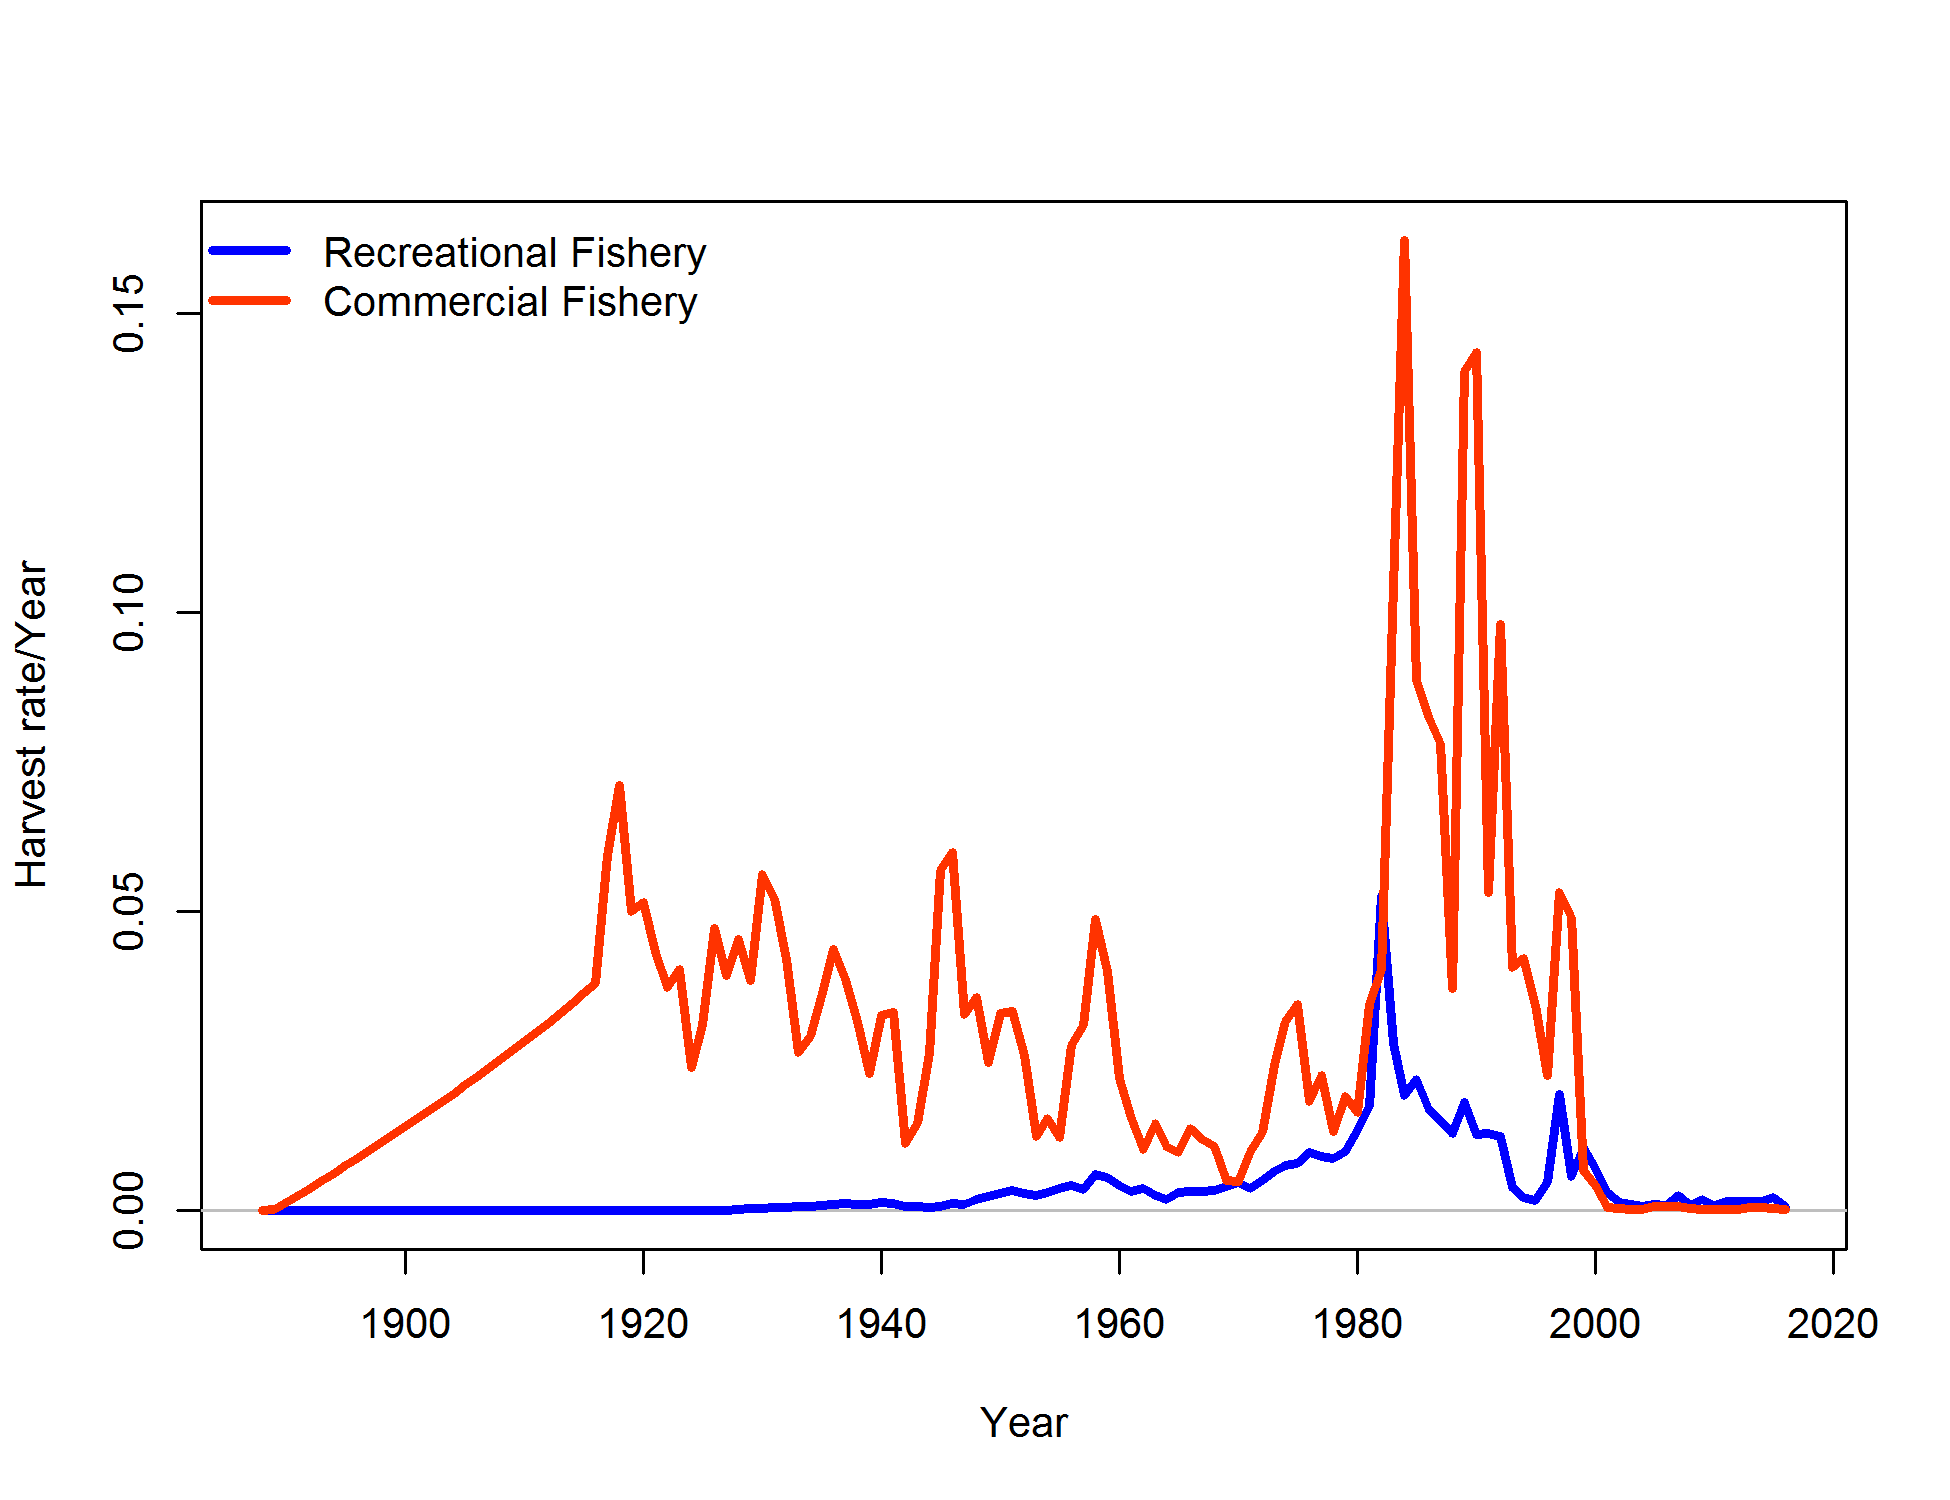 Recreational Fishery
Commercial Fishery
Harvest rate/Year
0.15
0.10
0.05
0.00
1900 1920 1940 1960 1980 2000 2020
Year